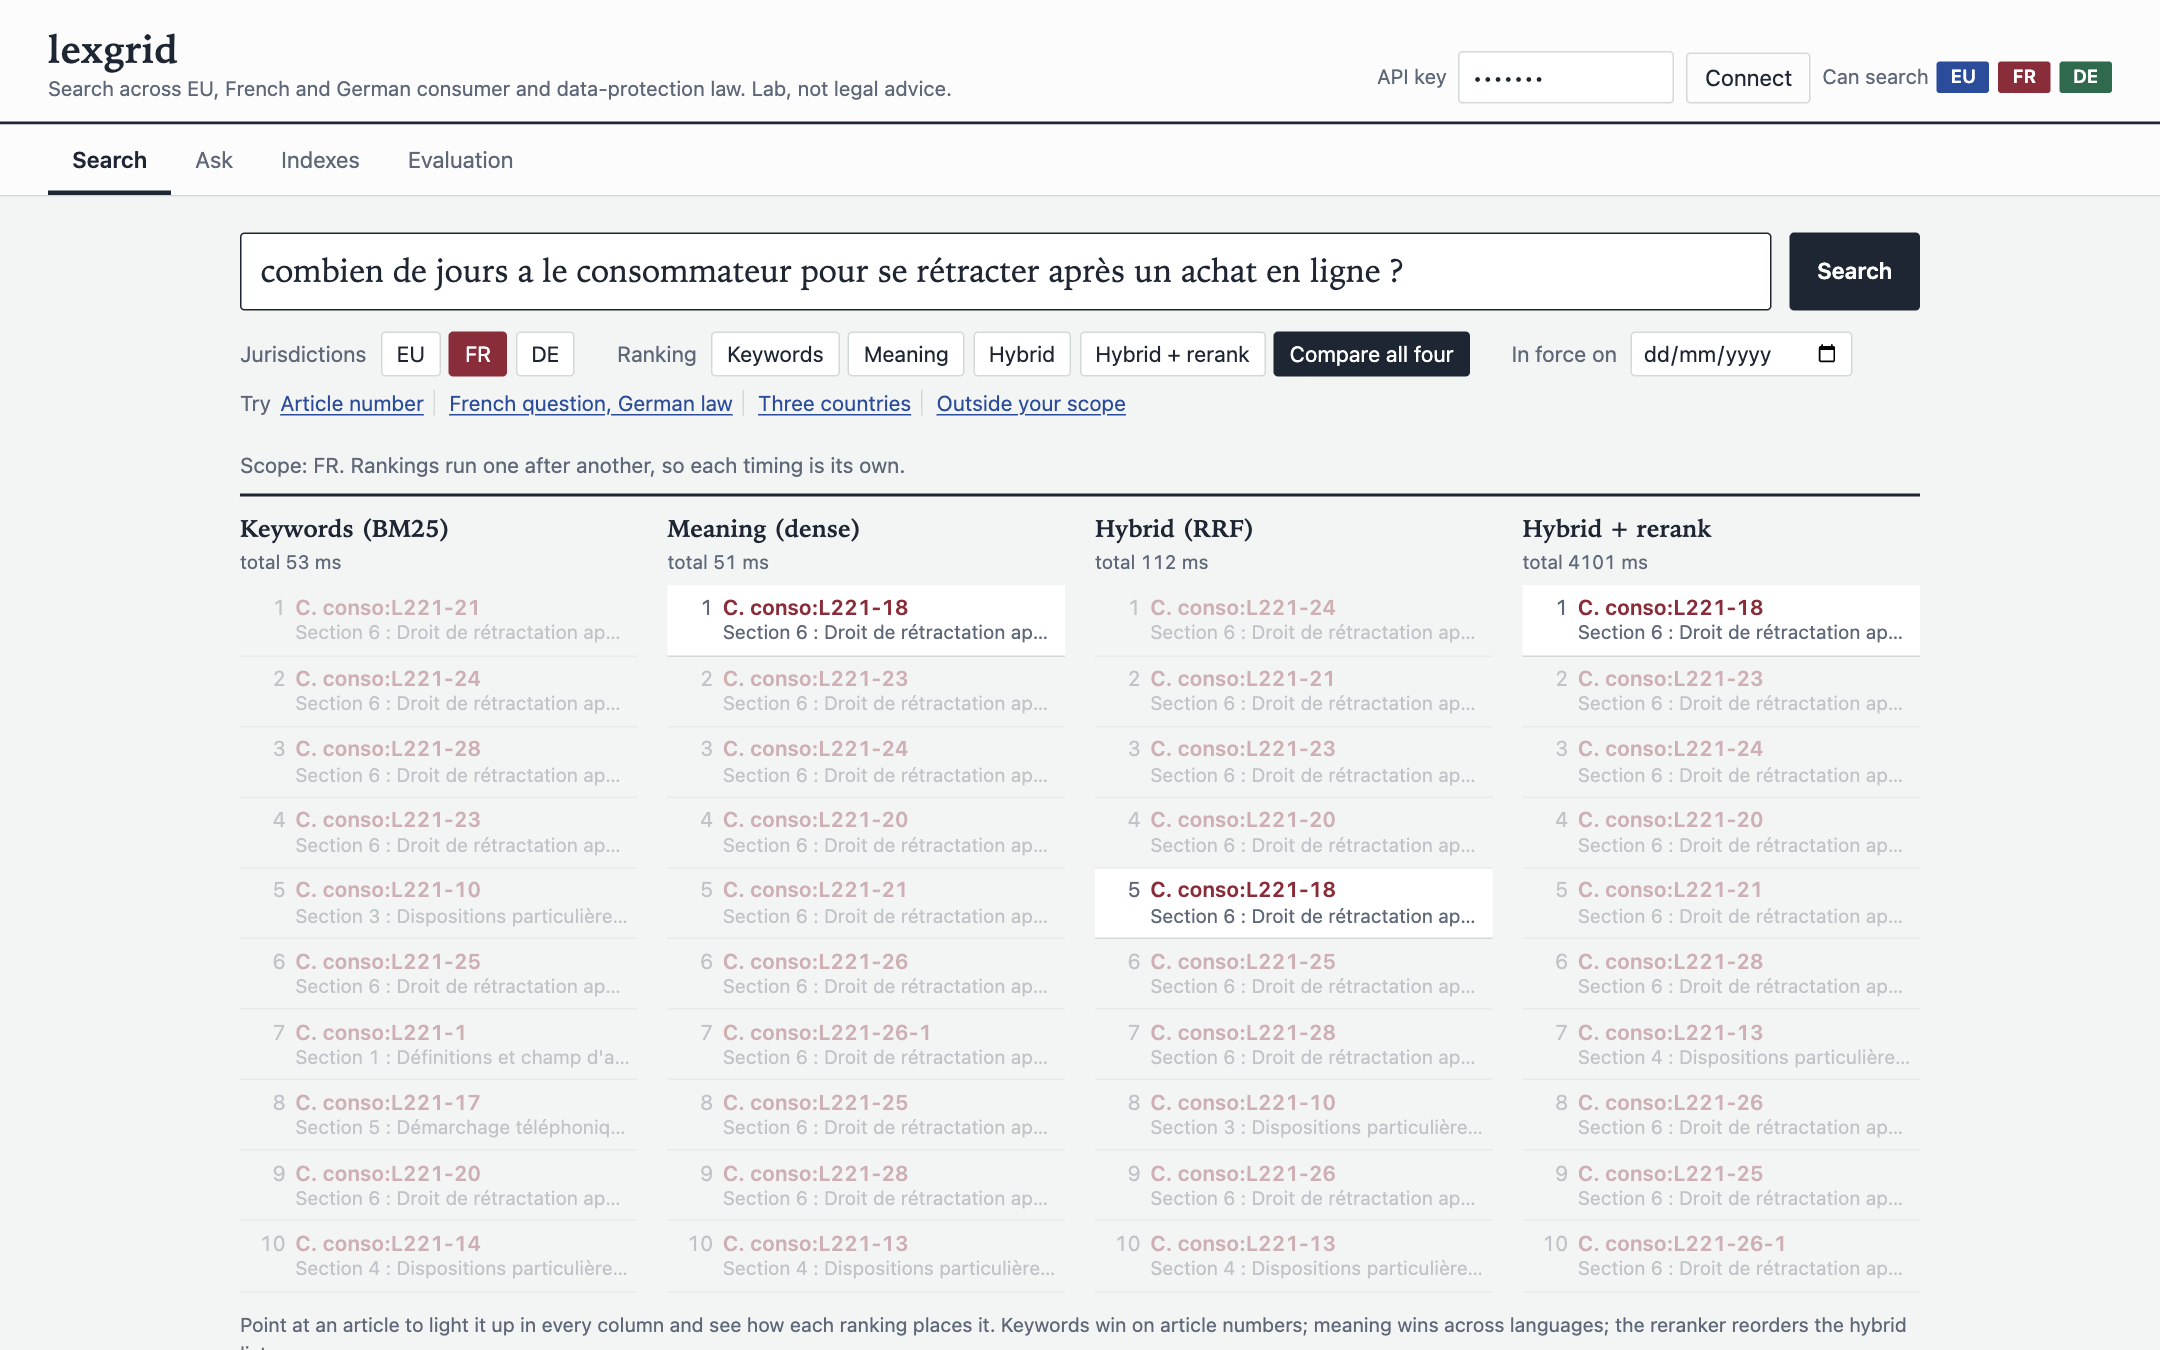 lexgrid
Search across EU, French and German consumer and data-protection law. Lab, not legal advice.
API key ••••••• Connect Can search EU FR DE
Search Ask Indexes Evaluation
combien de jours a le consommateur pour se rétracter après un achat en ligne ? Search
Jurisdictions EU FR DE Ranking Keywords Meaning Hybrid Hybrid + rerank Compare all four In force on dd/mm/yyyy
Try Article number French question, German law Three countries Outside your scope
Scope: FR. Rankings run one after another, so each timing is its own.
Keywords (BM25)
total 53 ms
1 C. conso:L221-21
Section 6 : Droit de rétractation ap...
2 C. conso:L221-24
Section 6 : Droit de rétractation ap...
3 C. conso:L221-28
Section 6 : Droit de rétractation ap...
4 C. conso:L221-23
Section 6 : Droit de rétractation ap...
5 C. conso:L221-10
Section 3 : Dispositions particulière...
6 C. conso:L221-25
Section 6 : Droit de rétractation ap...
7 C. conso:L221-1
Section 1 : Définitions et champ d'a...
8 C. conso:L221-17
Section 5 : Démarchage téléphoniq...
9 C. conso:L221-20
Section 6 : Droit de rétractation ap...
10 C. conso:L221-14
Section 4 : Dispositions particulière...
Meaning (dense)
total 51 ms
1 C. conso:L221-18
Section 6 : Droit de rétractation ap...
2 C. conso:L221-23
Section 6 : Droit de rétractation ap...
3 C. conso:L221-24
Section 6 : Droit de rétractation ap...
4 C. conso:L221-20
Section 6 : Droit de rétractation ap...
5 C. conso:L221-21
Section 6 : Droit de rétractation ap...
6 C. conso:L221-26
Section 6 : Droit de rétractation ap...
7 C. conso:L221-26-1
Section 6 : Droit de rétractation ap...
8 C. conso:L221-25
Section 6 : Droit de rétractation ap...
9 C. conso:L221-28
Section 6 : Droit de rétractation ap...
10 C. conso:L221-13
Section 4 : Dispositions particulière...
Hybrid (RRF)
total 112 ms
1 C. conso:L221-24
Section 6 : Droit de rétractation ap...
2 C. conso:L221-21
Section 6 : Droit de rétractation ap...
3 C. conso:L221-23
Section 6 : Droit de rétractation ap...
4 C. conso:L221-20
Section 6 : Droit de rétractation ap...
5 C. conso:L221-18
Section 6 : Droit de rétractation ap...
6 C. conso:L221-25
Section 6 : Droit de rétractation ap...
7 C. conso:L221-28
Section 6 : Droit de rétractation ap...
8 C. conso:L221-10
Section 3 : Dispositions particulière...
9 C. conso:L221-26
Section 6 : Droit de rétractation ap...
10 C. conso:L221-13
Section 4 : Dispositions particulière...
Hybrid + rerank
total 4101 ms
1 C. conso:L221-18
Section 6 : Droit de rétractation ap...
2 C. conso:L221-23
Section 6 : Droit de rétractation ap...
3 C. conso:L221-24
Section 6 : Droit de rétractation ap...
4 C. conso:L221-20
Section 6 : Droit de rétractation ap...
5 C. conso:L221-21
Section 6 : Droit de rétractation ap...
6 C. conso:L221-28
Section 6 : Droit de rétractation ap...
7 C. conso:L221-13
Section 4 : Dispositions particulière...
8 C. conso:L221-26
Section 6 : Droit de rétractation ap...
9 C. conso:L221-25
Section 6 : Droit de rétractation ap...
10 C. conso:L221-26-1
Section 6 : Droit de rétractation ap...
Point at an article to light it up in every column and see how each ranking places it. Keywords win on article numbers; meaning wins across languages; the reranker reorders the hybrid